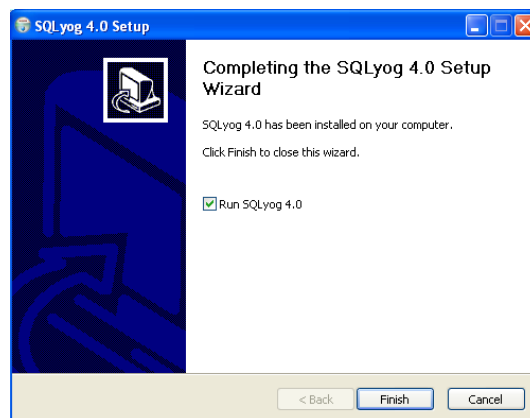 SQLyog 4.0 Setup
Completing the SQLyog 4.0 Setup
Wizard
SQLyog 4.0 has been installed on your computer.
Click Finish to close this wizard.
Run SQLyog 4.0
< Back Finish Cancel